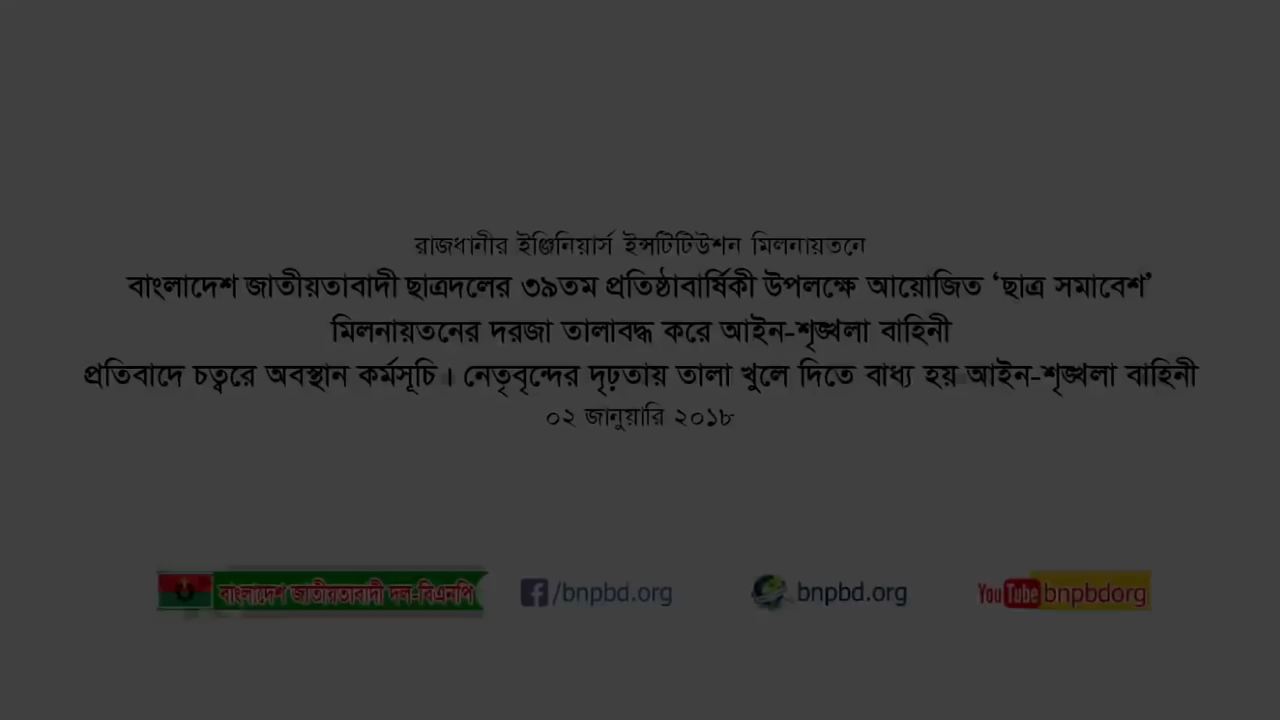 রাজধানীর ইঞ্জিনিয়ার্স ইন্সটিটিউশন মিলনায়তনে
বাংলাদেশ জাতীয়তাবাদী ছাত্রদলের ৩৯তম প্রতিষ্ঠাবার্ষিকী উপলক্ষে আয়োজিত ‘ছাত্র সমাবেশ’
মিলনায়তনের দরজা তালাবদ্ধ করে আইন-শৃঙ্খলা বাহিনী
প্রতিবাদে চত্বরে অবস্থান কর্মসূচি । নেতৃবৃন্দের দৃঢ়তায় তালা খুলে দিতে বাধ্য হয় আইন-শৃঙ্খলা বাহিনী
০২ জানুয়ারি ২০১৮
বাংলাদেশ জাতীয়তাবাদী দল-বিএনপি /bnpbd.org bnpbd.org YouTube bnpbdorg